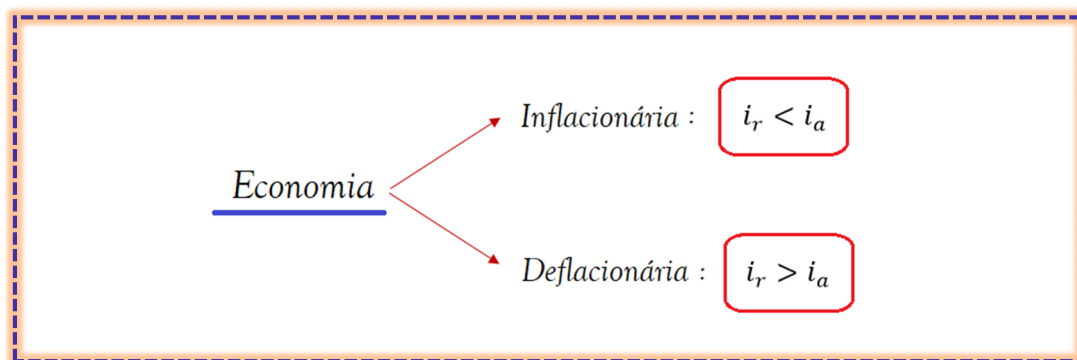 Inflacionária : i_r < i_a
Economia
Deflacionária : i_r > i_a